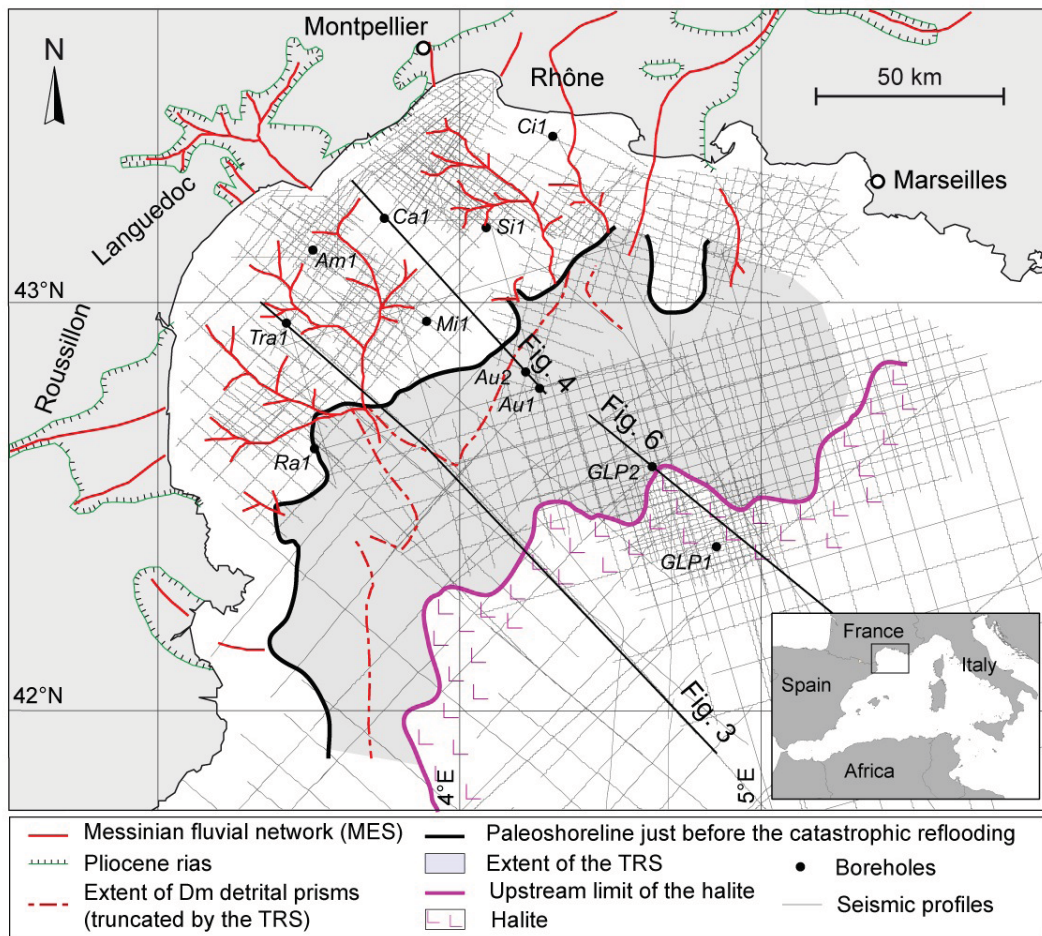 Montpellier
N
Rhône
50 km
Ci1
Marseilles
Languedoc
Ca1
Si1
Am1
43°N
Tra1
Mi1
Roussillon
Fig. 4
Au2
Au1
Fig. 6
Ra1
GLP2
GLP1
France
Italy
Spain
42°N
Fig. 3
4°E
5°E
Africa
Messinian fluvial network (MES)
Pliocene rias
Extent of Dm detrital prisms
(truncated by the TRS)
Paleoshoreline just before the catastrophic reflooding
Extent of the TRS
Upstream limit of the halite
Halite
Boreholes
Seismic profiles